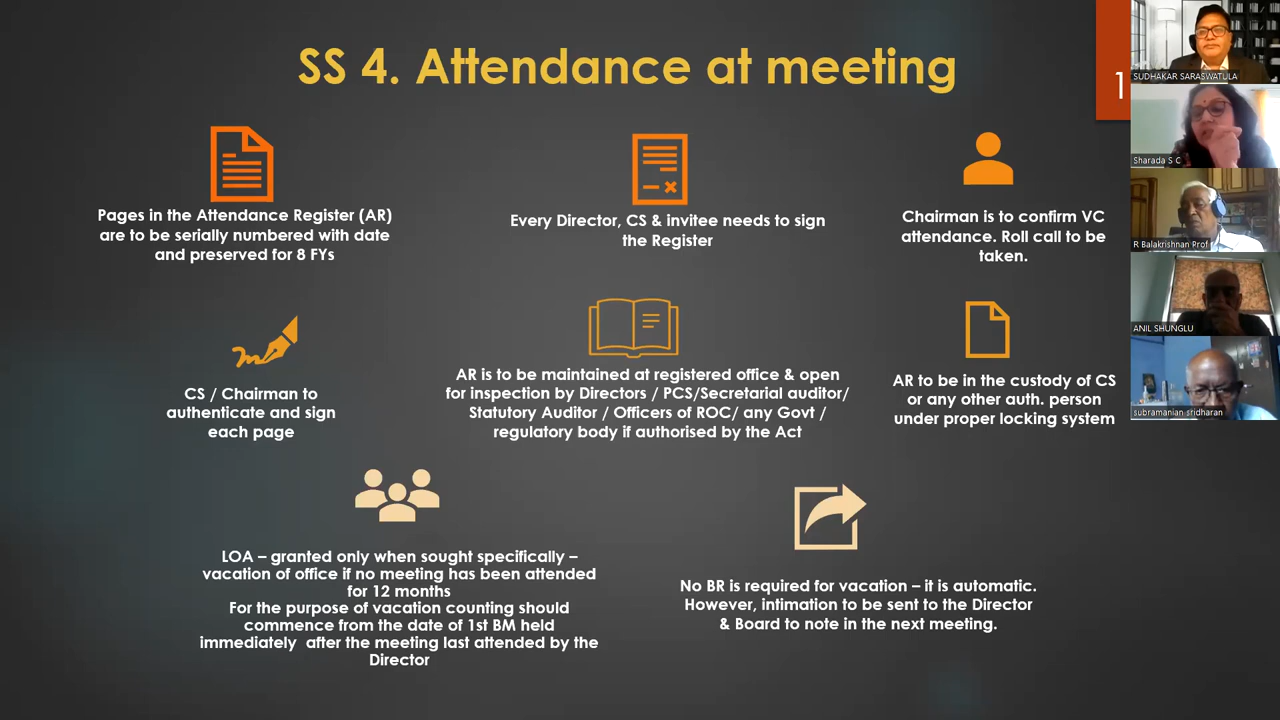 SS 4. Attendance at meeting
1
Pages in the Attendance Register (AR)
are to be serially numbered with date
and preserved for 8 FYs
Every Director, CS & invitee needs to sign
the Register
Chairman is to confirm VC
attendance. Roll call to be
taken.
CS / Chairman to
authenticate and sign
each page
AR is to be maintained at registered office & open
for inspection by Directors / PCS/Secretarial auditor/
Statutory Auditor / Officers of ROC/ any Govt /
regulatory body if authorised by the Act
AR to be in the custody of CS
or any other auth. person
under proper locking system
LOA – granted only when sought specifically –
vacation of office if no meeting has been attended
for 12 months
For the purpose of vacation counting should
commence from the date of 1st BM held
immediately  after the meeting last attended by the
Director
No BR is required for vacation – it is automatic.
However, intimation to be sent to the Director
& Board to note in the next meeting.
SUDHAKAR SARASWATULA
Sharada S C
R Balakrishnan Prof
ANIL SHUNGLU
subramanian sridharan